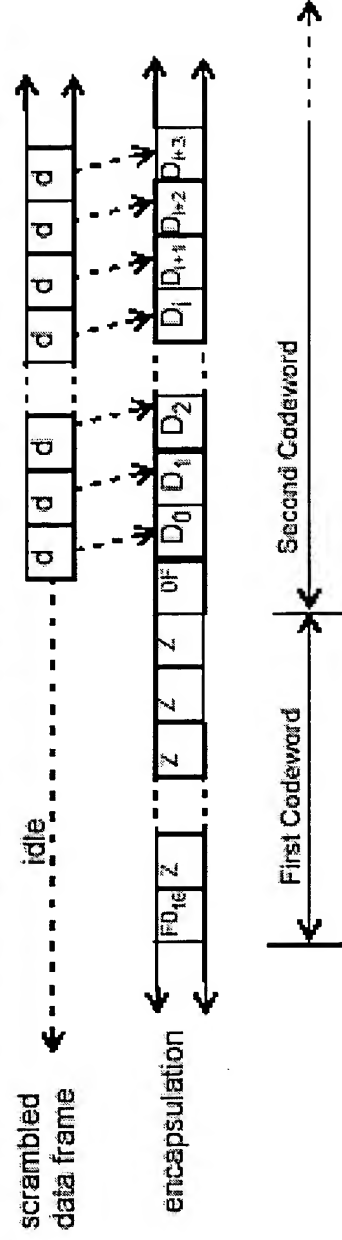 scrambled
data frame
idle
d d d d d d d
encapsulation
FD16 Z Z Z Z 0F D0 D1 D2 Di Di+1 Di+2 Di+3
First Codeword
Second Codeword